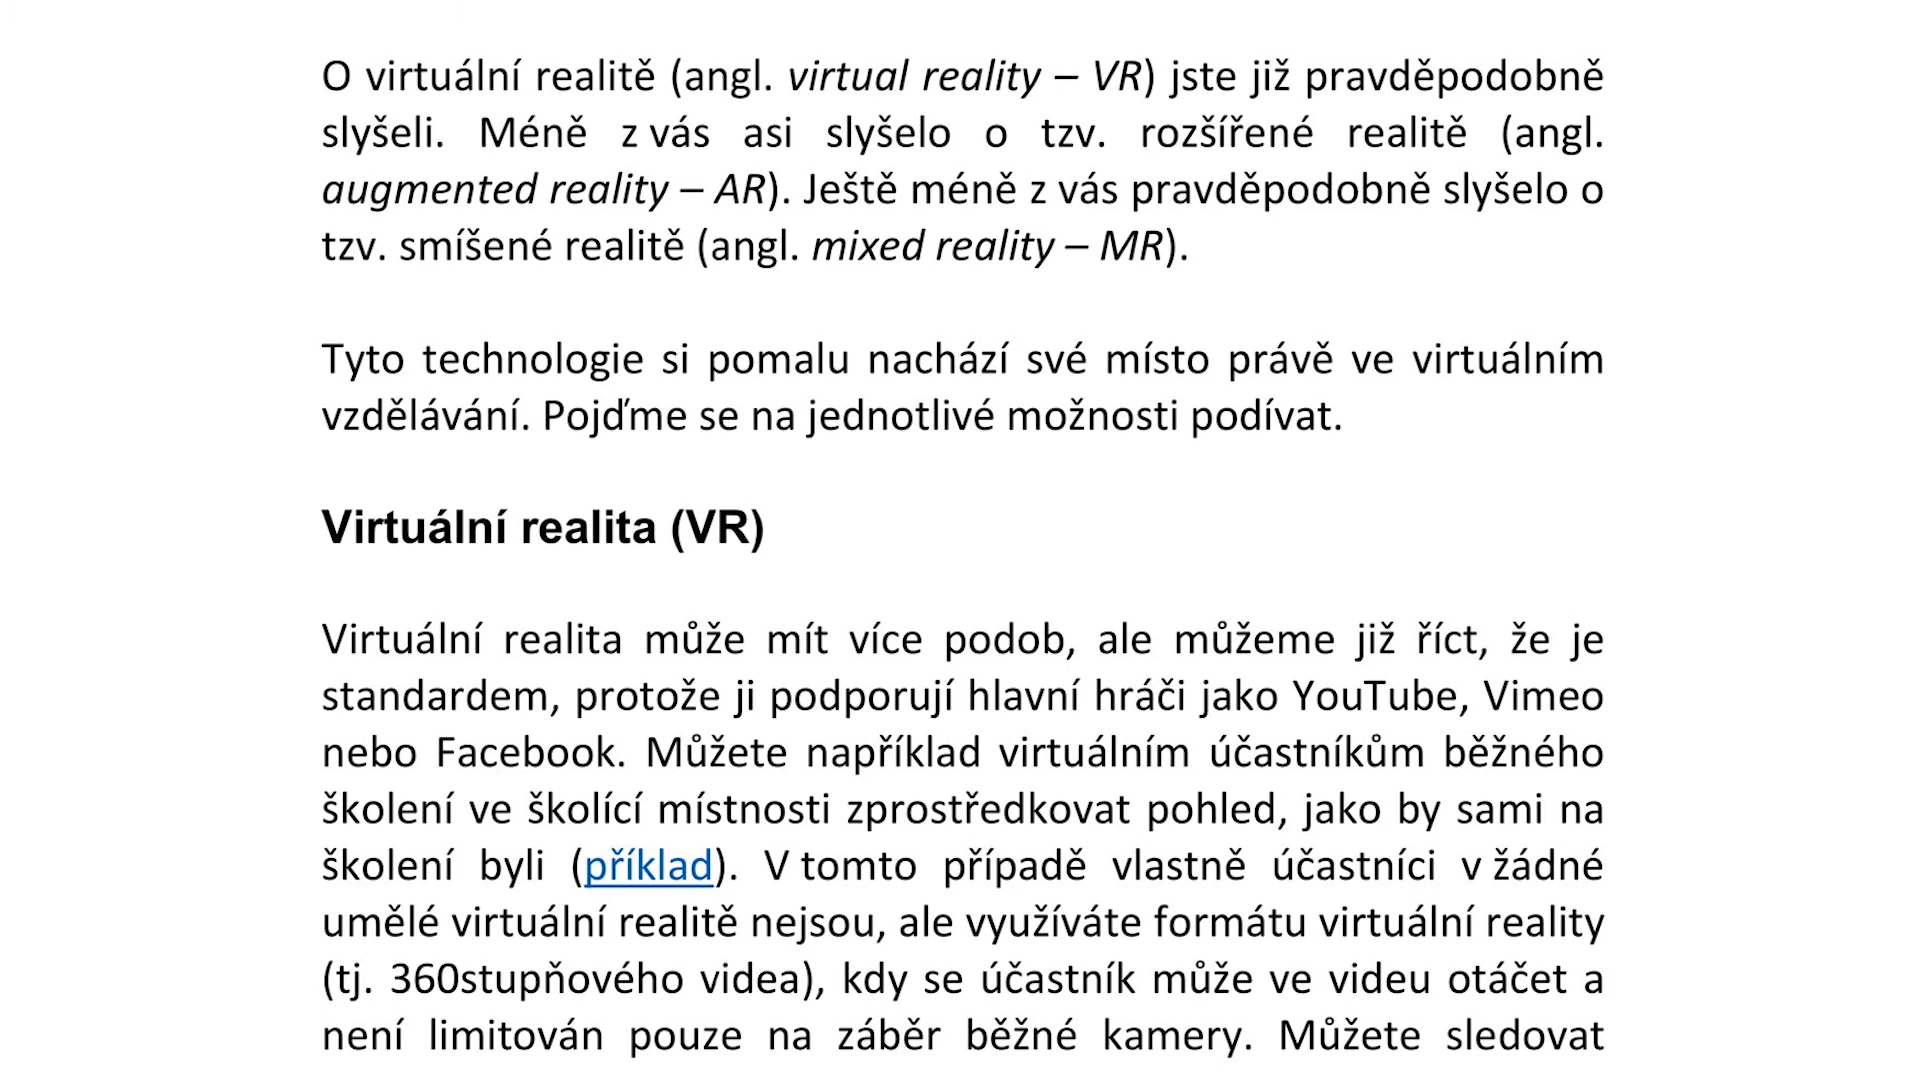 O virtuální realitě (angl. virtual reality – VR) jste již pravděpodobně
slyšeli. Méně z vás asi slyšelo o tzv. rozšířené realitě (angl.
augmented reality – AR). Ještě méně z vás pravděpodobně slyšelo o
tzv. smíšené realitě (angl. mixed reality – MR).
Tyto technologie si pomalu nachází své místo právě ve virtuálním
vzdělávání. Pojďme se na jednotlivé možnosti podívat.
Virtuální realita (VR)
Virtuální realita může mít více podob, ale můžeme již říct, že je
standardem, protože ji podporují hlavní hráči jako YouTube, Vimeo
nebo Facebook. Můžete například virtuálním účastníkům běžného
školení ve školící místnosti zprostředkovat pohled, jako by sami na
školení byli (příklad). V tomto případě vlastně účastníci v žádné
umělé virtuální realitě nejsou, ale využíváte formátu virtuální reality
(tj. 360stupňového videa), kdy se účastník může ve videu otáčet a
není limitován pouze na záběr běžné kamery. Můžete sledovat